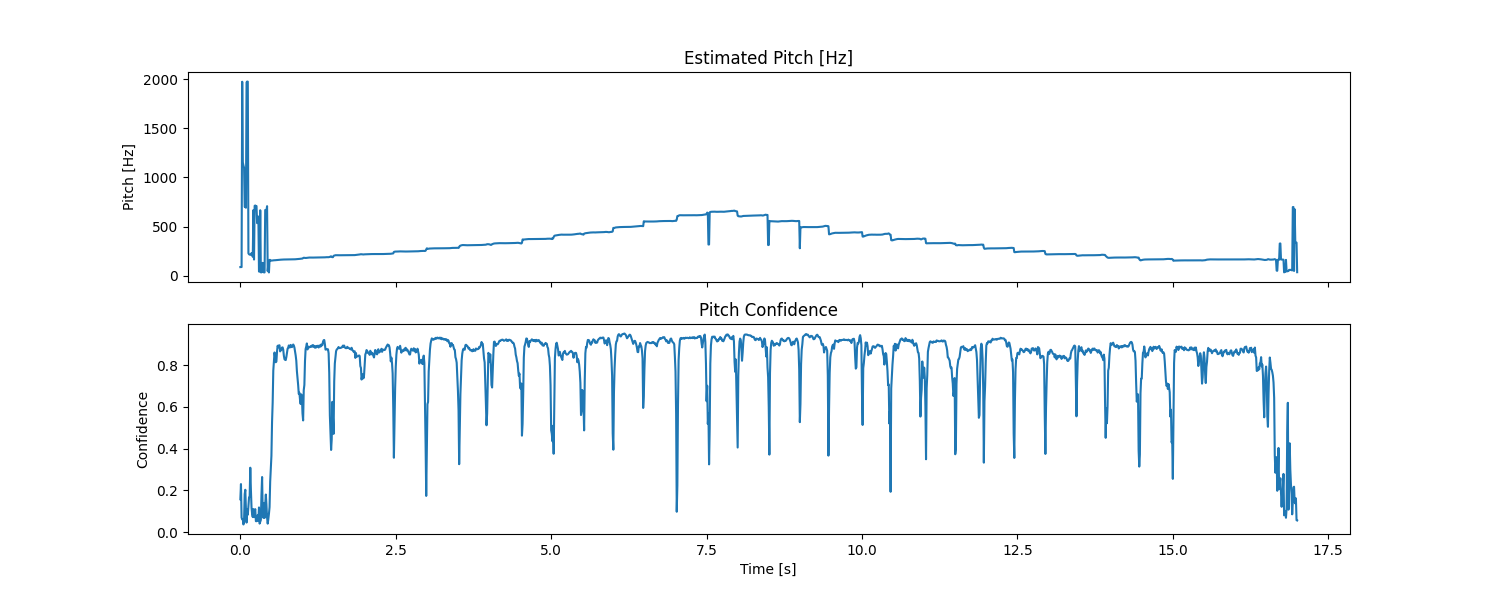 Estimated Pitch [Hz]
2000
1500
1000
500
0
Pitch [Hz]
Pitch Confidence
0.8
0.6
0.4
0.2
0.0
Confidence
0.0 2.5 5.0 7.5 10.0 12.5 15.0 17.5
Time [s]